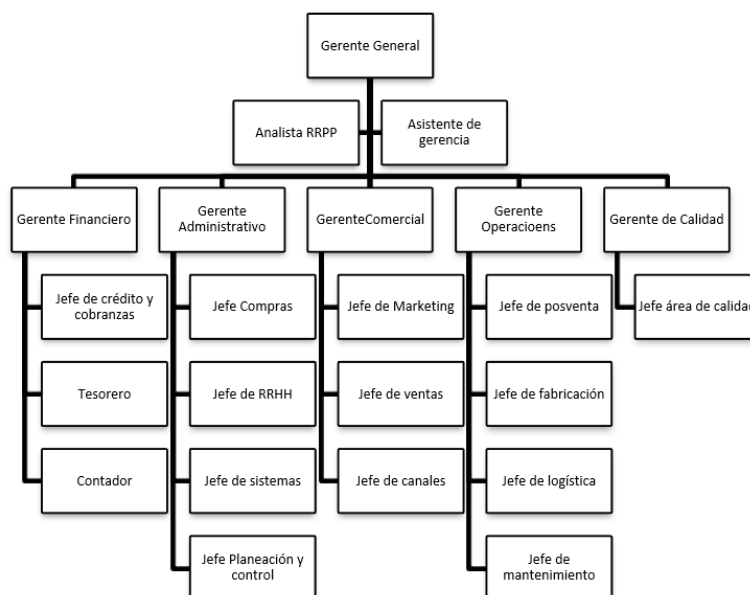 Gerente General
Analista RRPP
Asistente de
gerencia
Gerente Financiero
Gerente
Administrativo
GerenteComercial
Gerente
Operacioens
Gerente de Calidad
Jefe de crédito y
cobranzas
Jefe Compras
Jefe de Marketing
Jefe de posventa
Jefe área de calidad
Tesorero
Jefe de RRHH
Jefe de ventas
Jefe de fabricación
Contador
Jefe de sistemas
Jefe de canales
Jefe de logística
Jefe Planeación y
control
Jefe de
mantenimiento